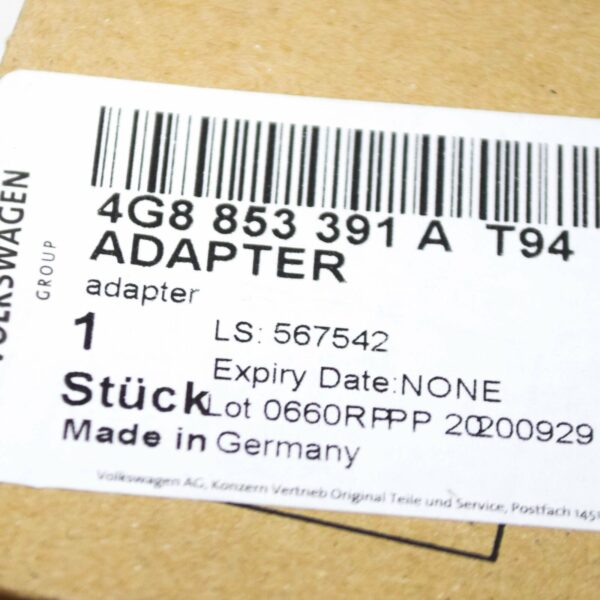 VOLKSWAGEN
GROUP
4G8 853 391 A T94
ADAPTER
adapter
1
LS: 567542
Expiry Date:NONE
Stück
Lot 0660RPPP 20200929
Made in Germany
Volkswagen AG, Konzern Vertrieb Original Teile und Service, Postfach 1451